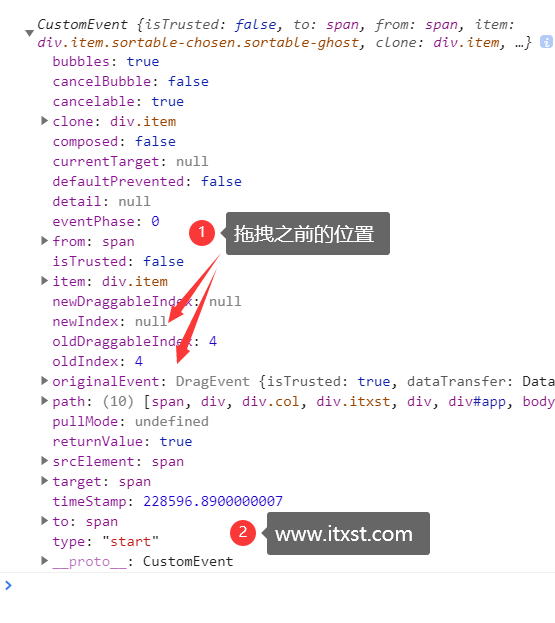 CustomEvent {isTrusted: false, to: span, from: span, item:
div.item.sortable-chosen.sortable-ghost, clone: div.item, …} i
bubbles: true
cancelBubble: false
cancelable: true
clone: div.item
composed: false
currentTarget: null
defaultPrevented: false
detail: null
eventPhase: 0
from: span
1 拖拽之前的位置
isTrusted: false
item: div.item
newDraggableIndex: null
newIndex: null
oldDraggableIndex: 4
oldIndex: 4
originalEvent: DragEvent {isTrusted: true, dataTransfer: Data
path: (10) [span, div, div.col, div.itxst, div, div#app, body
pullMode: undefined
returnValue: true
srcElement: span
target: span
timeStamp: 228596.8900000007
to: span
2 www.itxst.com
type: "start"
__proto__: CustomEvent